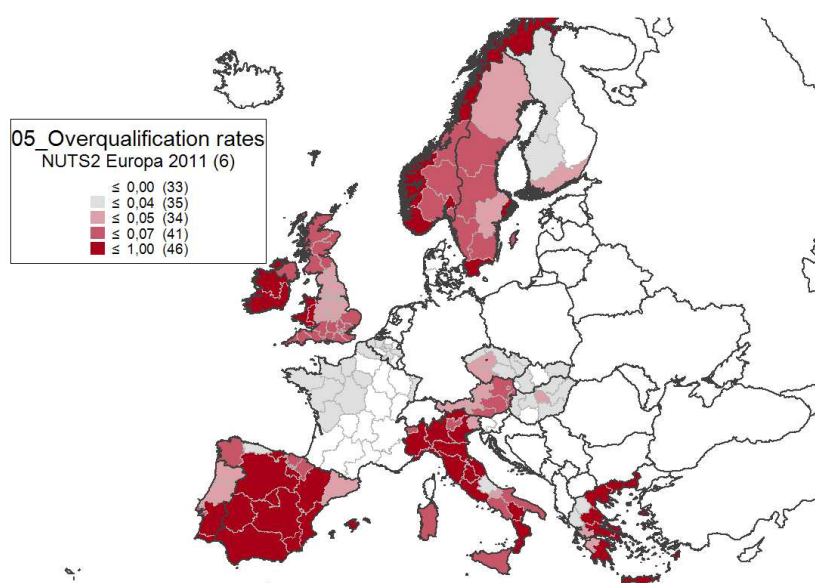 05_Overqualification rates
NUTS2 Europa 2011 (6)
≤ 0,00 (33)
≤ 0,04 (35)
≤ 0,05 (34)
≤ 0,07 (41)
≤ 1,00 (46)